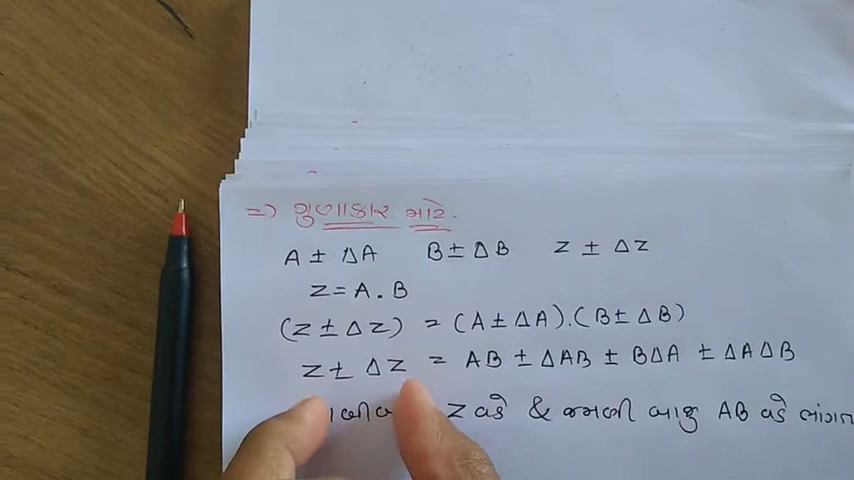 => ગુણાકાર માટે.
A ± ΔA B ± ΔB Z ± ΔZ
Z = A . B
(Z ± ΔZ) = (A ± ΔA).(B ± ΔB)
Z ± ΔZ = AB ± ΔAB ± BΔA ± ΔAΔB
Z વડે & જમણી બાજુ AB વડે